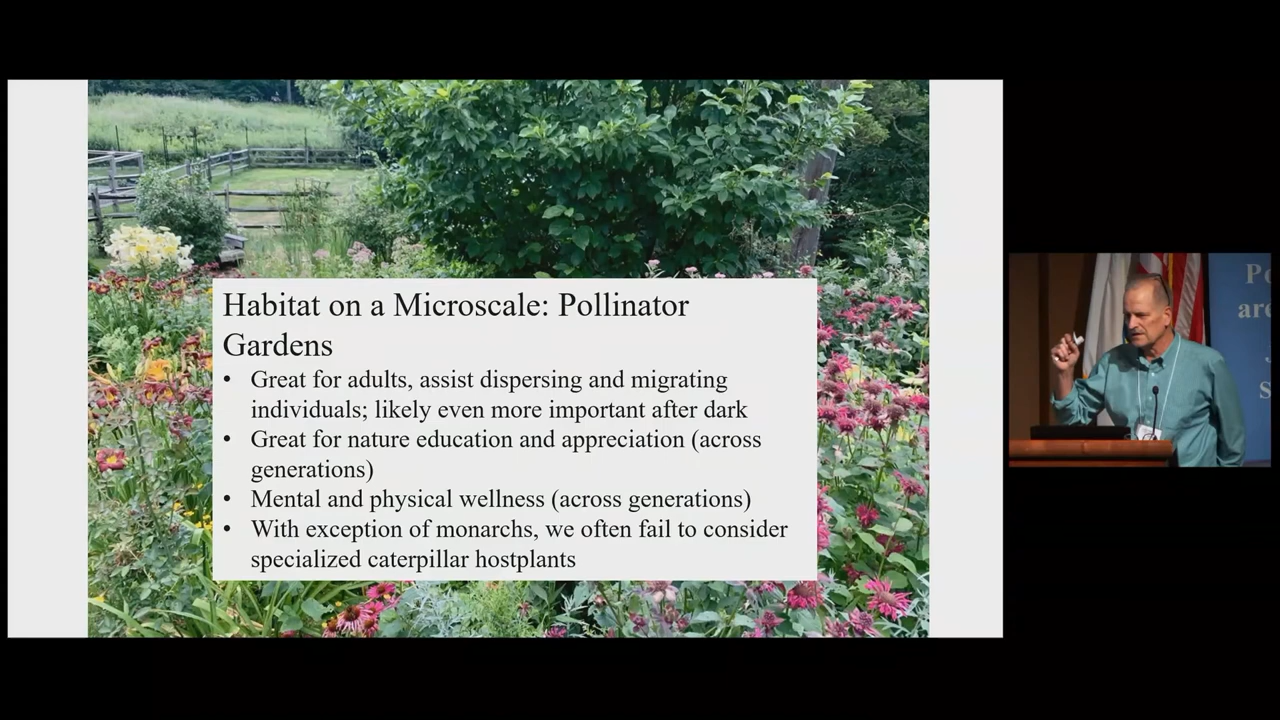 Habitat on a Microscale: Pollinator
Gardens
• Great for adults, assist dispersing and migrating
individuals; likely even more important after dark
• Great for nature education and appreciation (across
generations)
• Mental and physical wellness (across generations)
• With exception of monarchs, we often fail to consider
specialized caterpillar hostplants